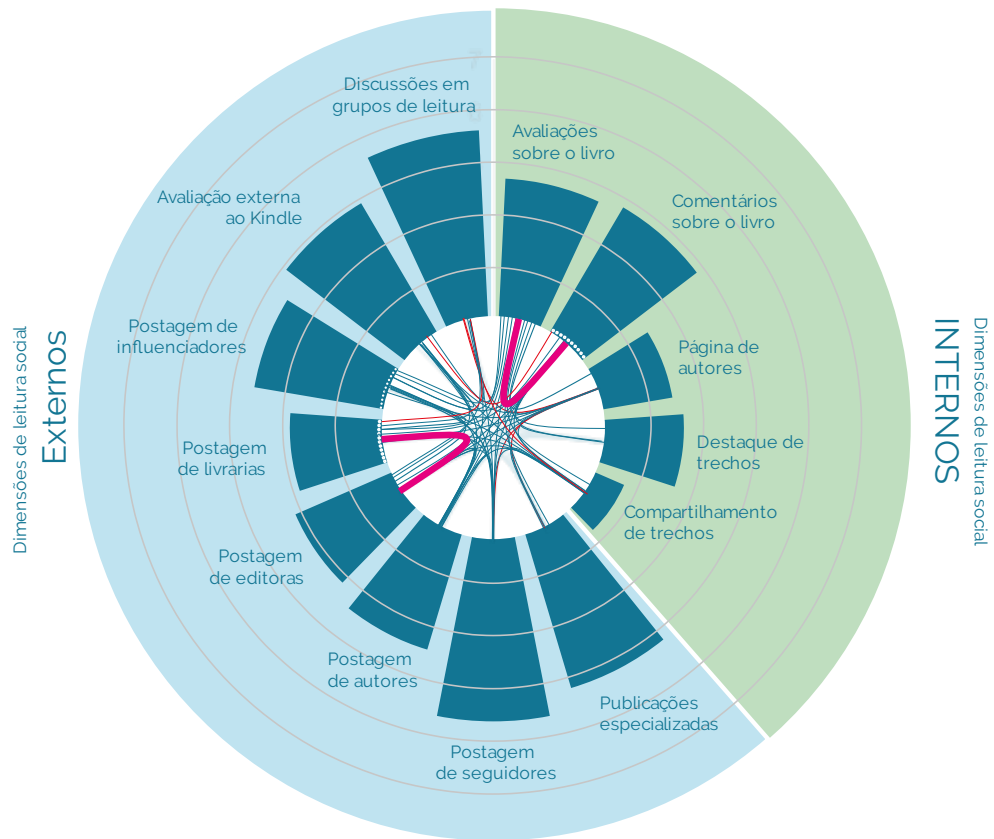 Discussões em
grupos de leitura
Avaliações
sobre o livro
Avaliação externa
ao Kindle
Comentários
sobre o livro
Postagem de
influenciadores
Página de
autores
Dimensões de leitura social
Externos
INTERNOS
Dimensões de leitura social
Postagem
de livrarias
Destaque de
trechos
Compartilhamento
de trechos
Postagem
de editoras
Postagem
de autores
Publicações
especializadas
Postagem
de seguidores